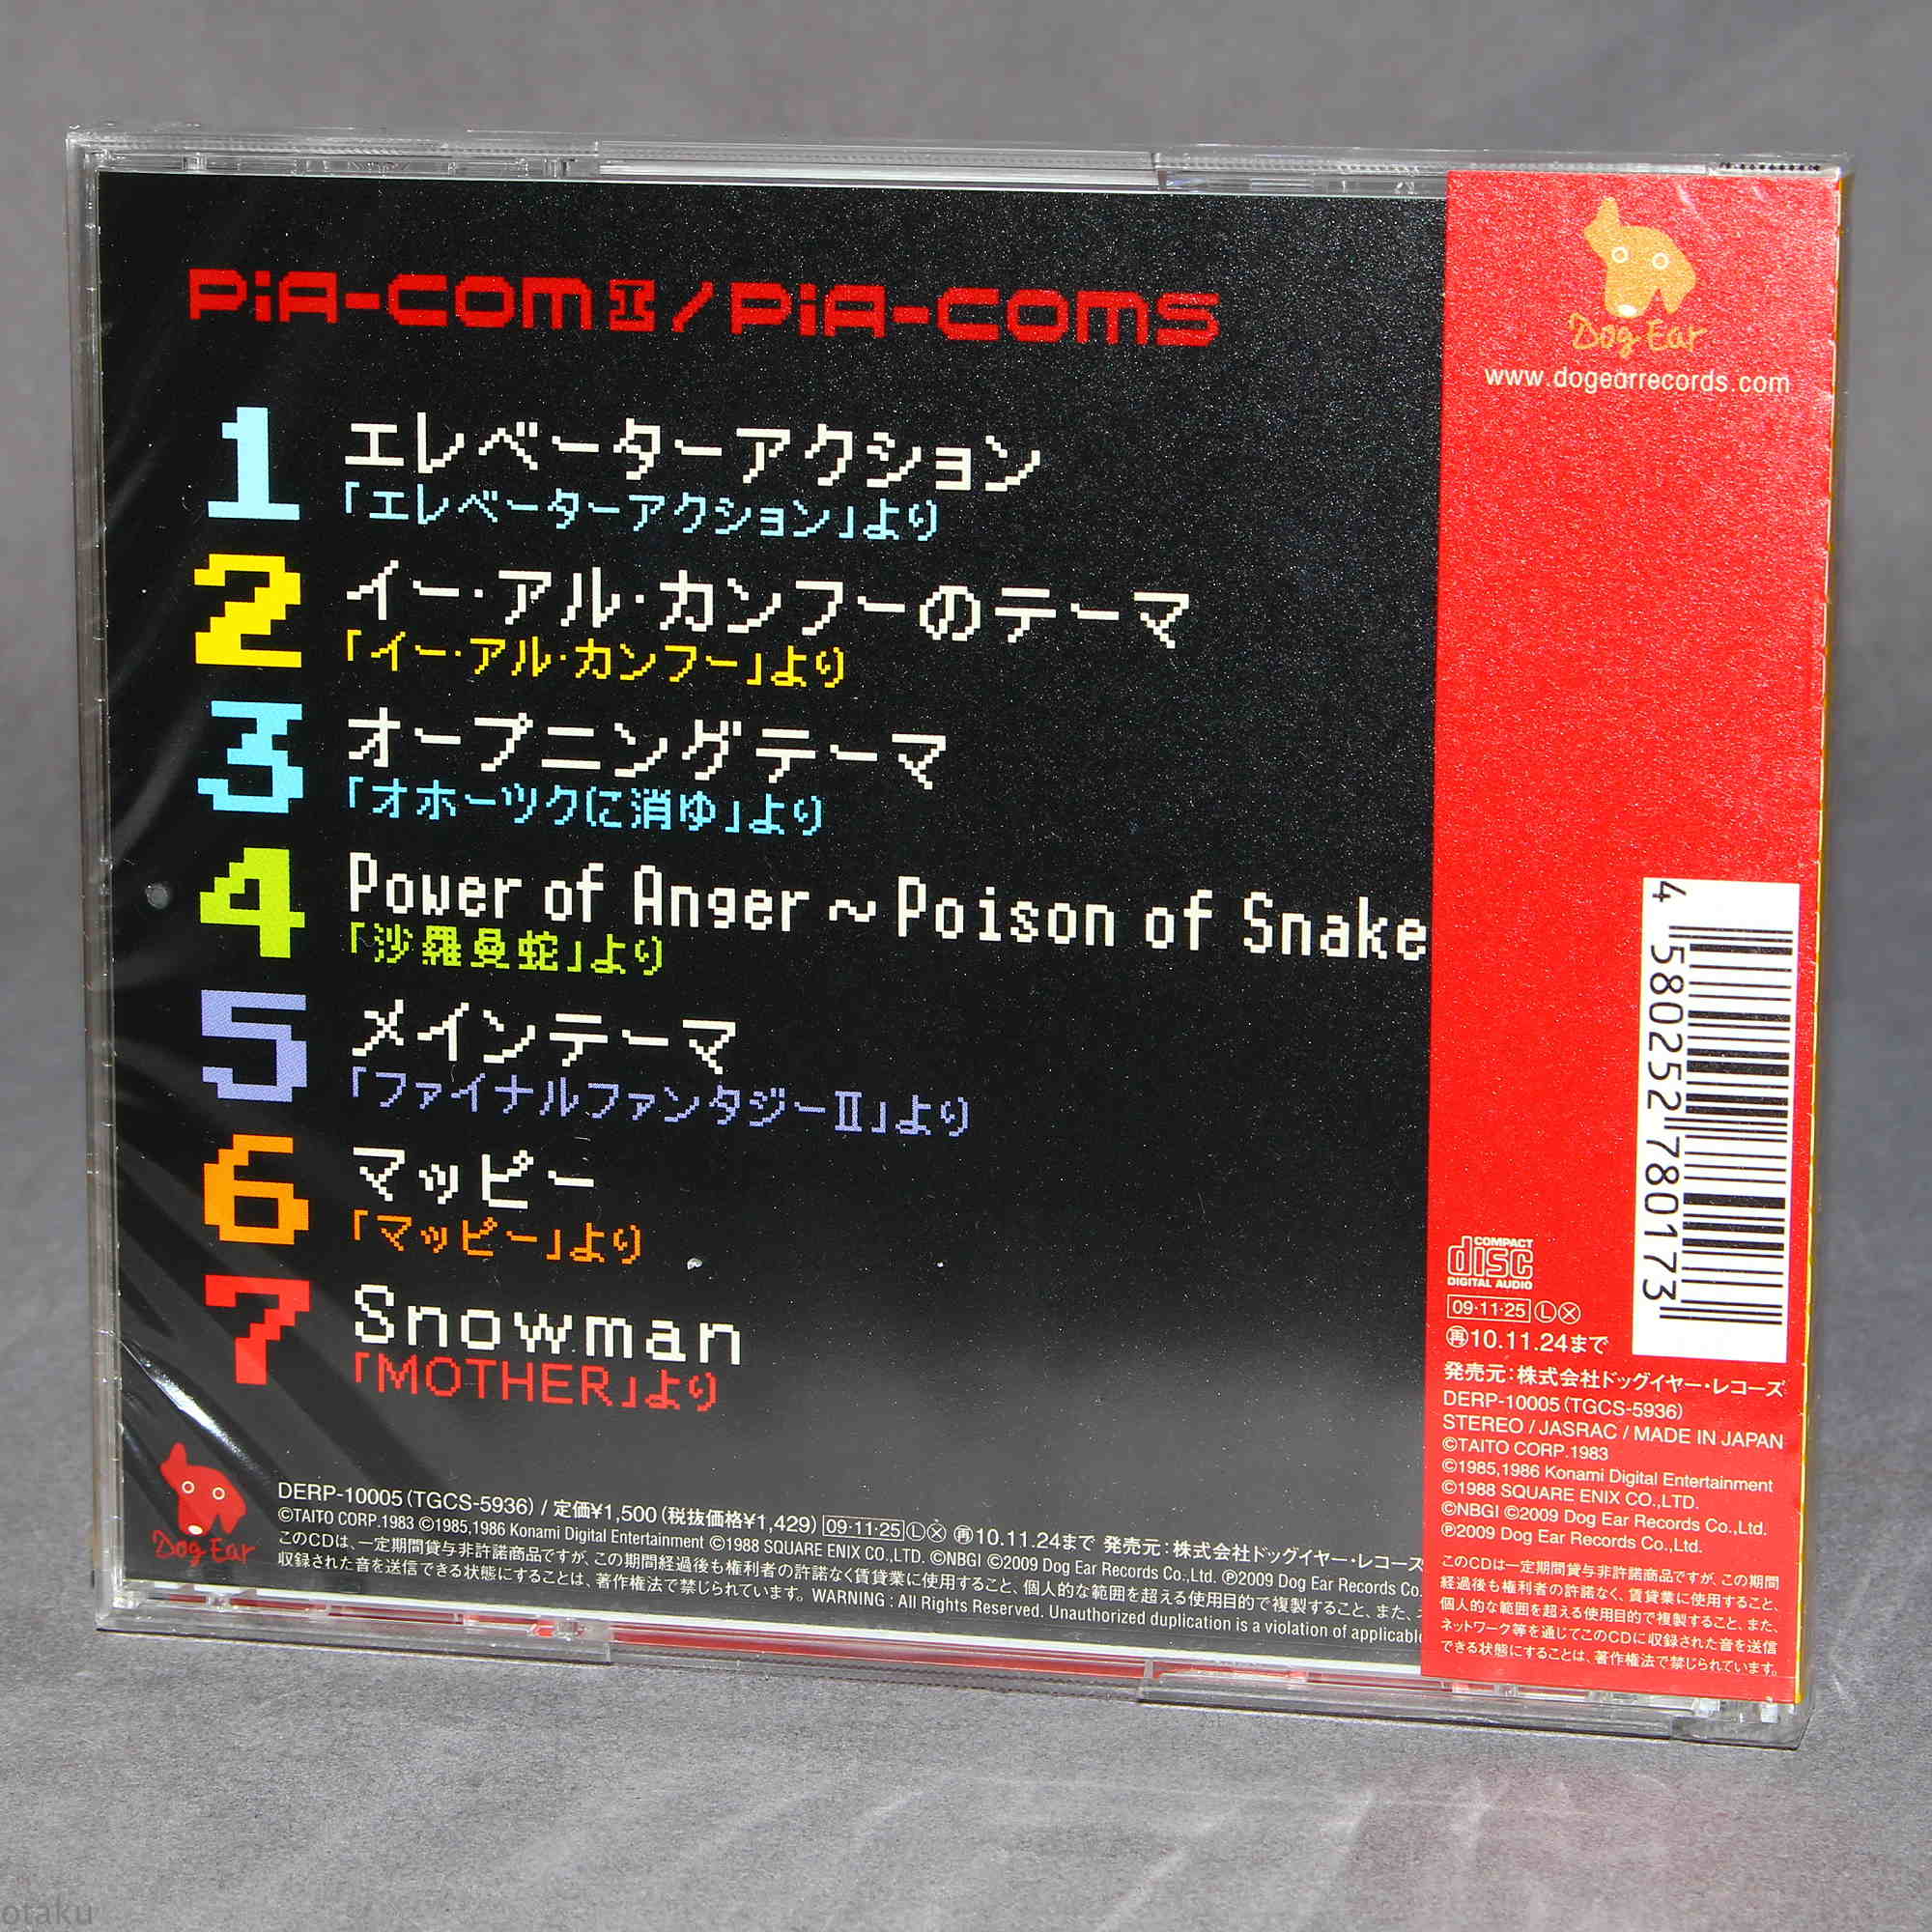 PiA-COM I / PiA-COMS
1 エレベーターアクション
「エレベーターアクション」より
2 イー・アル・カンフーのテーマ
「イー・アル・カンフー」より
3 オープニングテーマ
「オホーツクに消ゆ」より
4 Power of Anger～Poison of Snake
「沙羅曼蛇」より
5 メインテーマ
「ファイナルファンタジーII」より
6 マッピー
「マッピー」より
7 Snowman
「MOTHER」より
Dog Ear
DERP-10005(TGCS-5936) / 定価¥1,500(税抜価格¥1,429) 09・11・25 Ⓛ Ⓧ 再10.11.24まで 発売元：株式会社ドッグイヤー・レコーズ
©TAITO CORP.1983 ©1985,1986 Konami Digital Entertainment ©1988 SQUARE ENIX CO.,LTD. ©NBGI ©2009 Dog Ear Records Co.,Ltd. ℗2009 Dog Ear Records Co.
このCDは、一定期間貸与非許諾商品ですが、この期間経過後も権利者の許諾なく賃貸業に使用すること、個人的な範囲を超える使用目的で複製すること、また、
収録された音を送信できる状態にすることは、著作権法で禁じられています。 WARNING : All Rights Reserved. Unauthorized duplication is a violation of applicable
Dog Ear
www.dogearrecords.com
4 580252 780173
COMPACT
disc
DIGITAL AUDIO
09・11・25 Ⓛ Ⓧ
再10.11.24まで
発売元：株式会社ドッグイヤー・レコーズ
DERP-10005(TGCS-5936)
STEREO / JASRAC / MADE IN JAPAN
©TAITO CORP.1983
©1985,1986 Konami Digital Entertainment
©1988 SQUARE ENIX CO.,LTD.
©NBGI ©2009 Dog Ear Records Co.,Ltd.
℗2009 Dog Ear Records Co.,Ltd.
このCDは一定期間貸与非許諾商品ですが、この期間
経過後も権利者の許諾なく、賃貸業に使用すること、
個人的な範囲を超える使用目的で複製すること、また、
ネットワーク等を通じてこのCDに収録された音を送信
できる状態にすることは、著作権法で禁じられています。
otaku